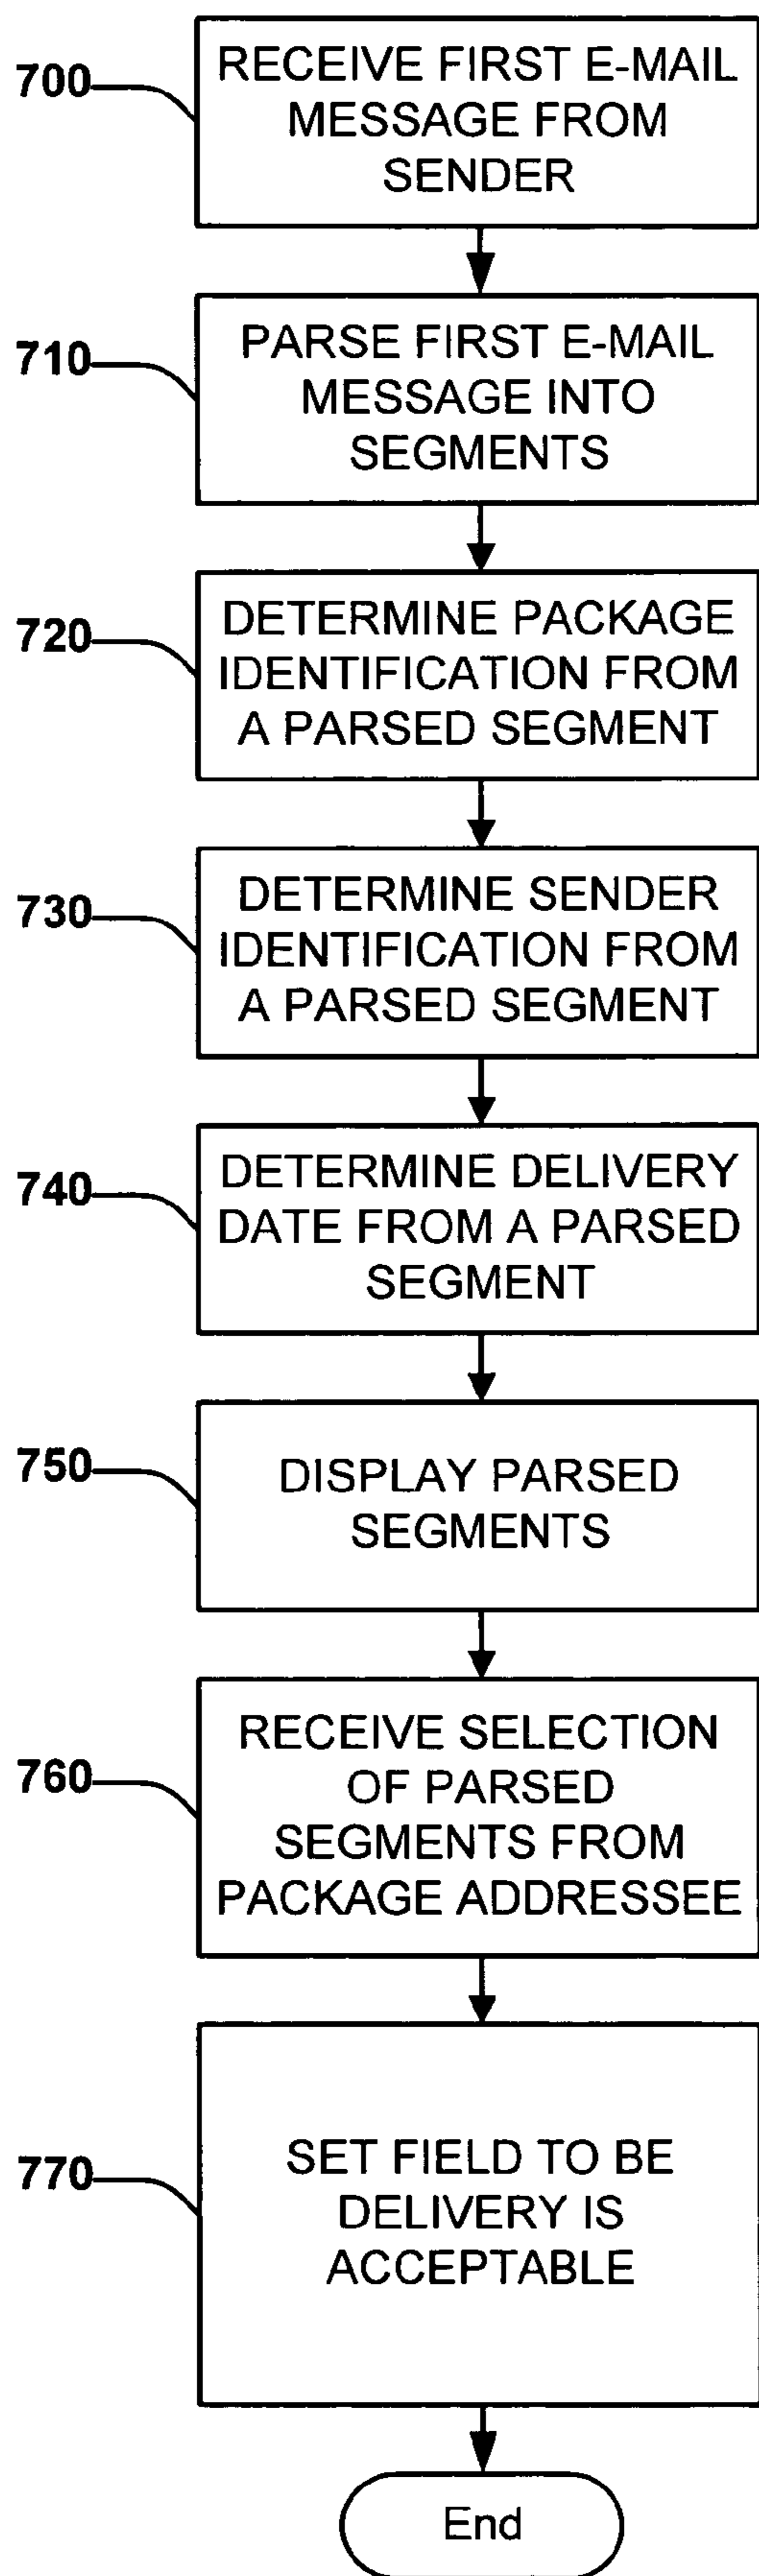 700
RECEIVE FIRST E-MAIL
MESSAGE FROM
SENDER
710
PARSE FIRST E-MAIL
MESSAGE INTO
SEGMENTS
720
DETERMINE PACKAGE
IDENTIFICATION FROM
A PARSED SEGMENT
730
DETERMINE SENDER
IDENTIFICATION FROM
A PARSED SEGMENT
740
DETERMINE DELIVERY
DATE FROM A PARSED
SEGMENT
750
DISPLAY PARSED
SEGMENTS
760
RECEIVE SELECTION
OF PARSED
SEGMENTS FROM
PACKAGE ADDRESSEE
770
SET FIELD TO BE
DELIVERY IS
ACCEPTABLE
End